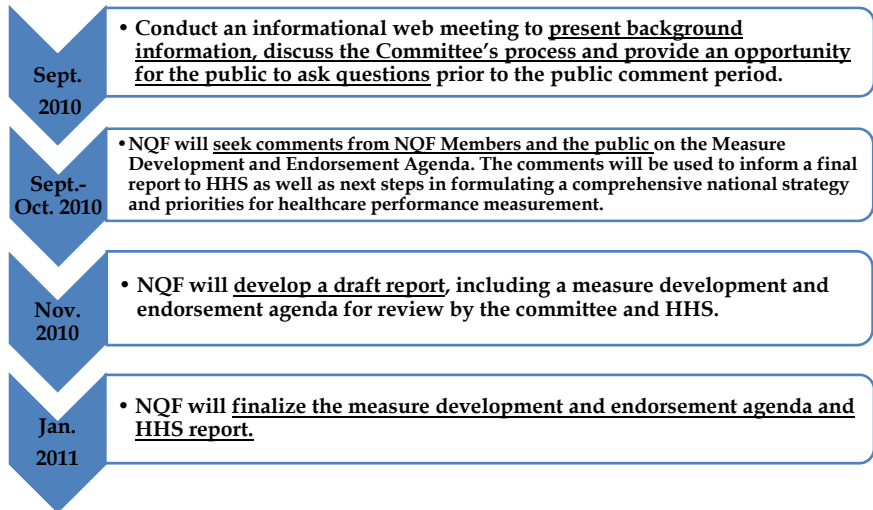 Sept.
2010
• Conduct an informational web meeting to present background
information, discuss the Committee's process and provide an opportunity
for the public to ask questions prior to the public comment period.
Sept.-
Oct. 2010
•NQF will seek comments from NQF Members and the public on the Measure
Development and Endorsement Agenda. The comments will be used to inform a final
report to HHS as well as next steps in formulating a comprehensive national strategy
and priorities for healthcare performance measurement.
Nov.
2010
• NQF will develop a draft report, including a measure development and
endorsement agenda for review by the committee and HHS.
Jan.
2011
• NQF will finalize the measure development and endorsement agenda and
HHS report.